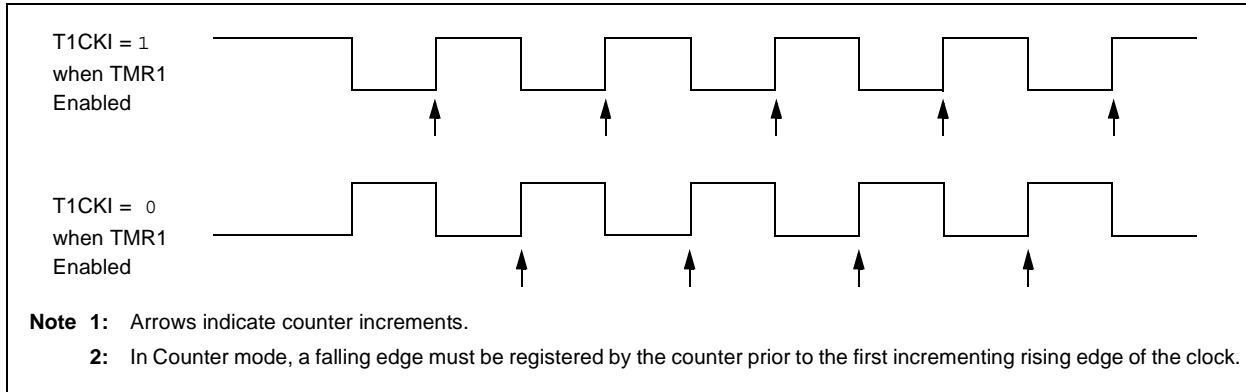 T1CKI = 1
when TMR1
Enabled
T1CKI = 0
when TMR1
Enabled
Note 1: Arrows indicate counter increments.
2: In Counter mode, a falling edge must be registered by the counter prior to the first incrementing rising edge of the clock.